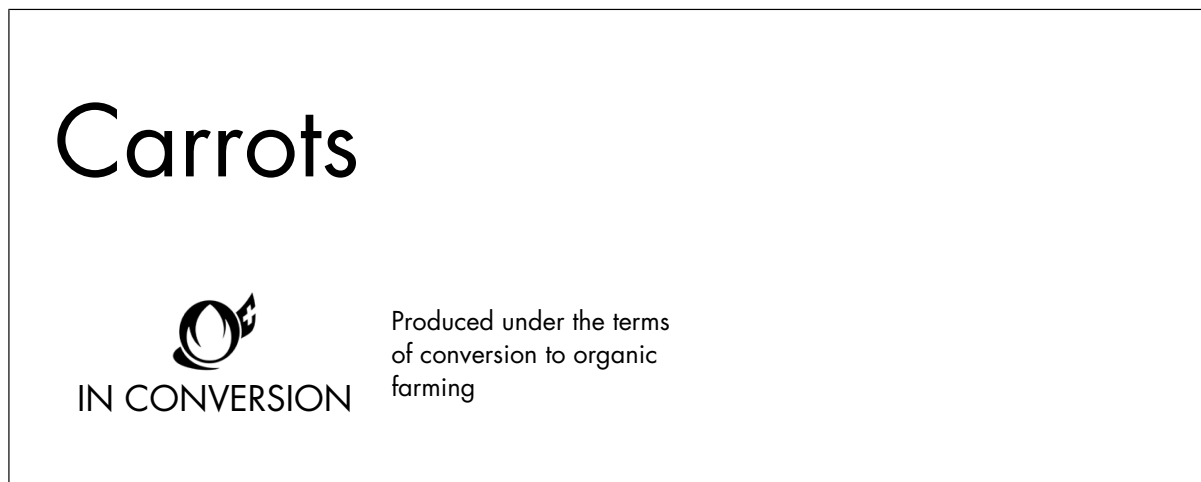 Carrots
IN CONVERSION
Produced under the terms
of conversion to organic
farming